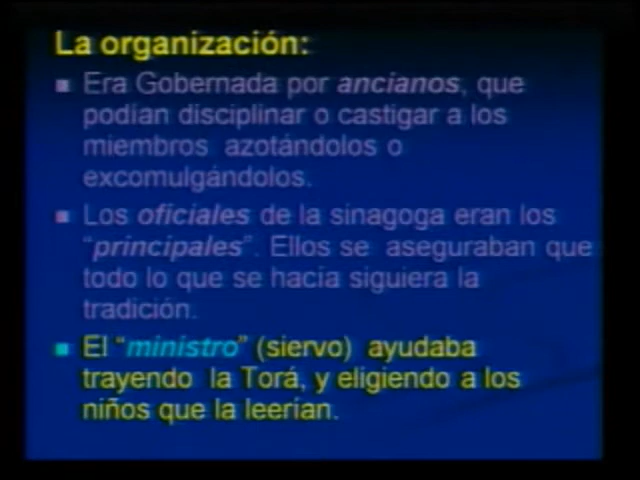 La organización:
■ Era Gobernada por ancianos, que
podían disciplinar o castigar a los
miembros azotándolos o
excomulgándolos.
■ Los oficiales de la sinagoga eran los
“principales”. Ellos se aseguraban que
todo lo que se hacía siguiera la
tradición.
■ El “ministro” (siervo) ayudaba
trayendo la Torá, y eligiendo a los
niños que la leerían.